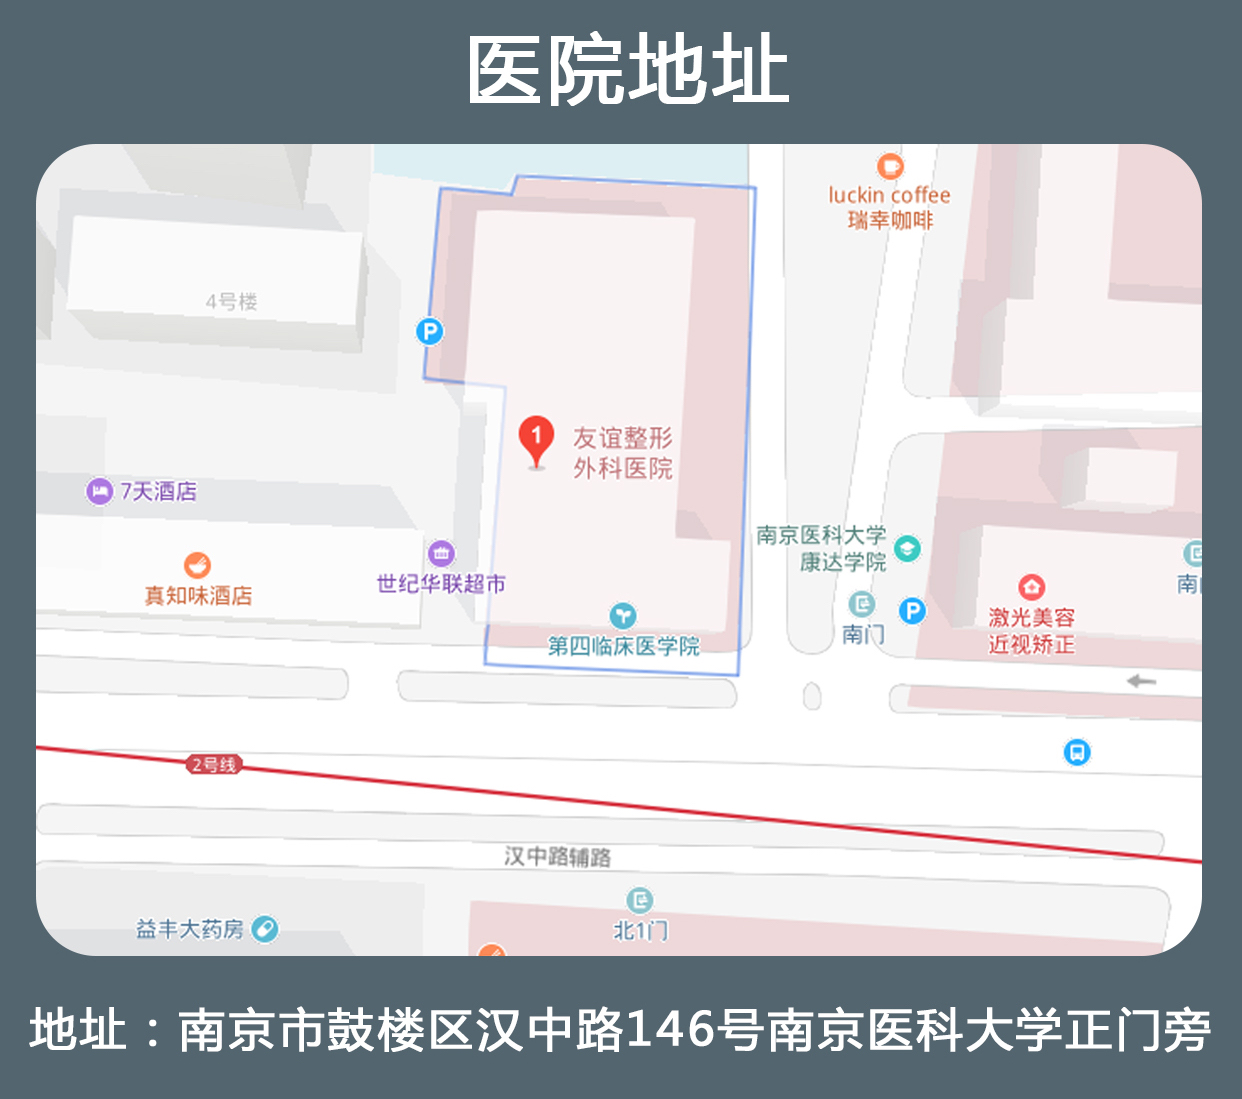 医院地址
luckin coffee
瑞幸咖啡
4号楼
P
1
友谊整形
外科医院
7天酒店
南京医科大学
康达学院
世纪华联超市
真知味酒店
南门
P
激光美容
近视矫正
南
第四临床医学院
2号线
汉中路辅路
益丰大药房
北1门
地址：南京市鼓楼区汉中路146号南京医科大学正门旁